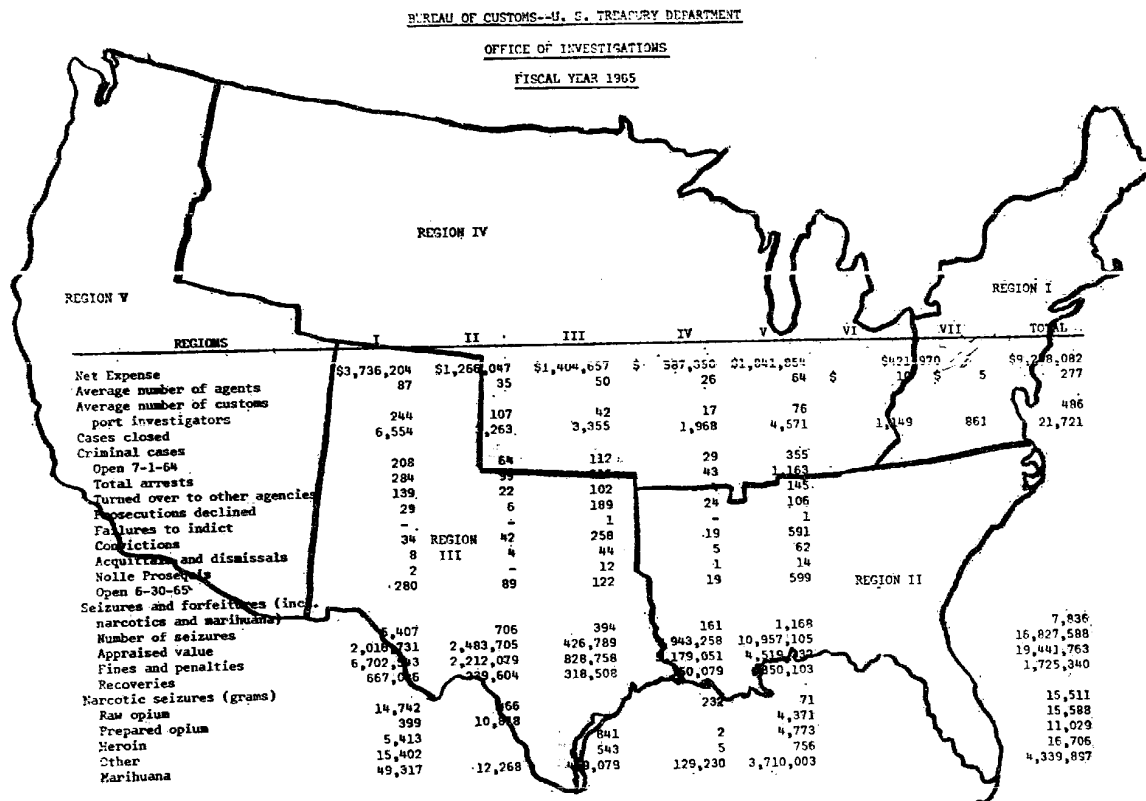 BUREAU OF CUSTOMS--U. S. TREASURY DEPARTMENT
OFFICE OF INVESTIGATIONS
FISCAL YEAR 1965
REGION IV
REGION V
REGION I
REGIONS I II III IV V VI VII TOTAL
Net Expense $3,736,204 $1,404,657 $1,841,854
Average number of agents 87 35 50 26 64 $ $ 5 277
Average number of customs
port investigators 244 107 42 17 76 486
Cases closed 6,554 3,355 1,968 4,571 861 21,721
Criminal cases
Open 7-1-64 208 64 112 29 355
Total arrests 284 43 1,163
Turned over to other agencies 139 22 102 145
Prosecutions declined 29 6 189 24 106
Failures to indict - - 1 - 1
Convictions 34 42 258 19 591
REGION
III
Acquittals and dismissals 8 4 44 5 62
Nolle Prosequis 2 - 12 1 14
Open 6-30-65 280 89 122 19 599
REGION II
Seizures and forfeitures (incl.
narcotics and marihuana)
Number of seizures 706 394 161 1,168 7,836
Appraised value 2,483,705 426,789 943,258 10,957,105 16,827,588
Fines and penalties 2,212,029 828,758 19,441,763
Recoveries 318,508 1,725,340
Narcotic seizures (grams)
Raw opium 14,742 71 15,511
Prepared opium 399 4,371 15,588
Heroin 5,413 2 4,773 11,029
Other 15,402 543 5 756 16,706
Marihuana 49,317 12,268 129,230 3,710,003 4,339,897